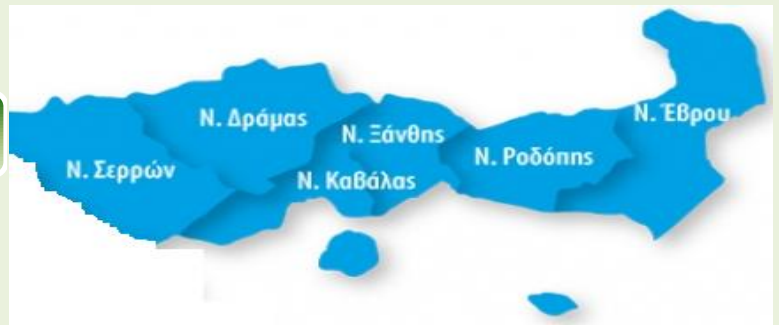 Ν. Έβρου
Ν. Δράμας
Ν. Ξάνθης
Ν. Ροδόπης
Ν. Σερρών
Ν. Καβάλας